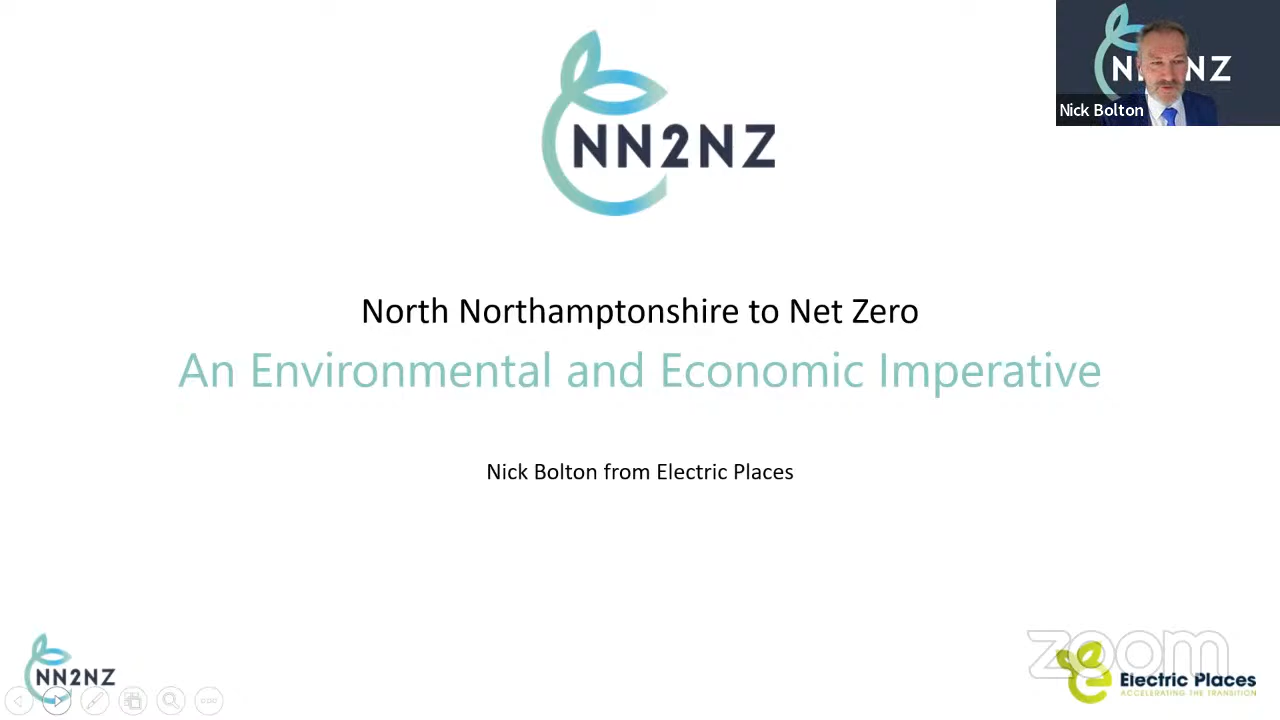 NN2NZ
NNNZ
Nick Bolton
North Northamptonshire to Net Zero
An Environmental and Economic Imperative
Nick Bolton from Electric Places
NN2NZ
zoom
Electric Places
ACCELERATING THE TRANSITION